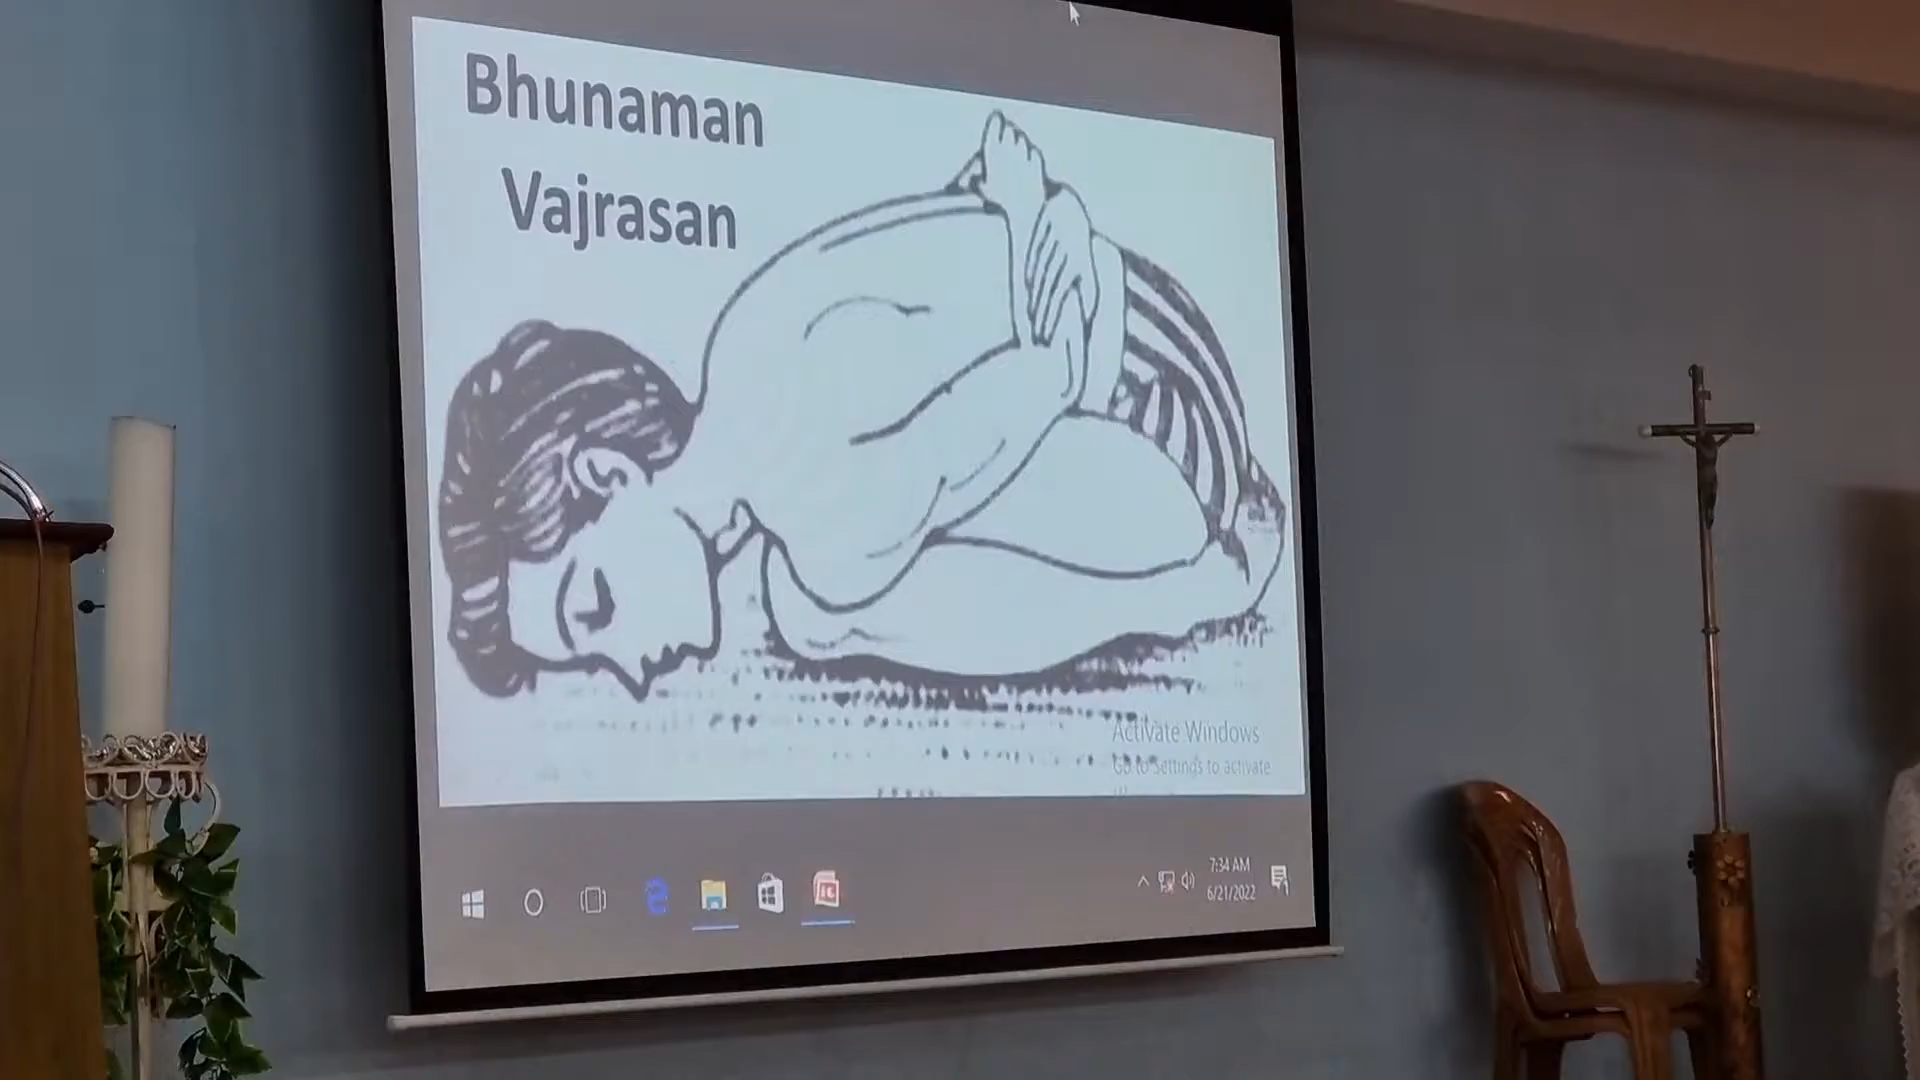 Bhunaman
Vajrasan
Activate Windows
Go to Settings to activate
7:34 AM
6/21/2022